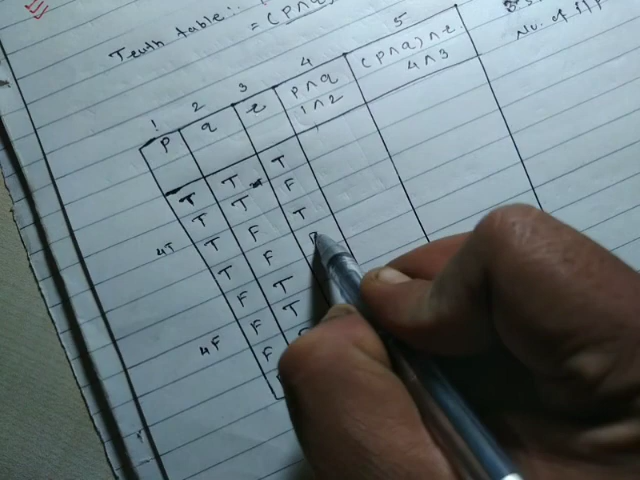 Truth table:-
= (p∧q
1 2 3 4 5
p q r p∧q (p∧q)∧r
1∧2 4∧3
T T T
T T F
4T T F T
T F F
F T
F T
4F F F
F
No. of i/p